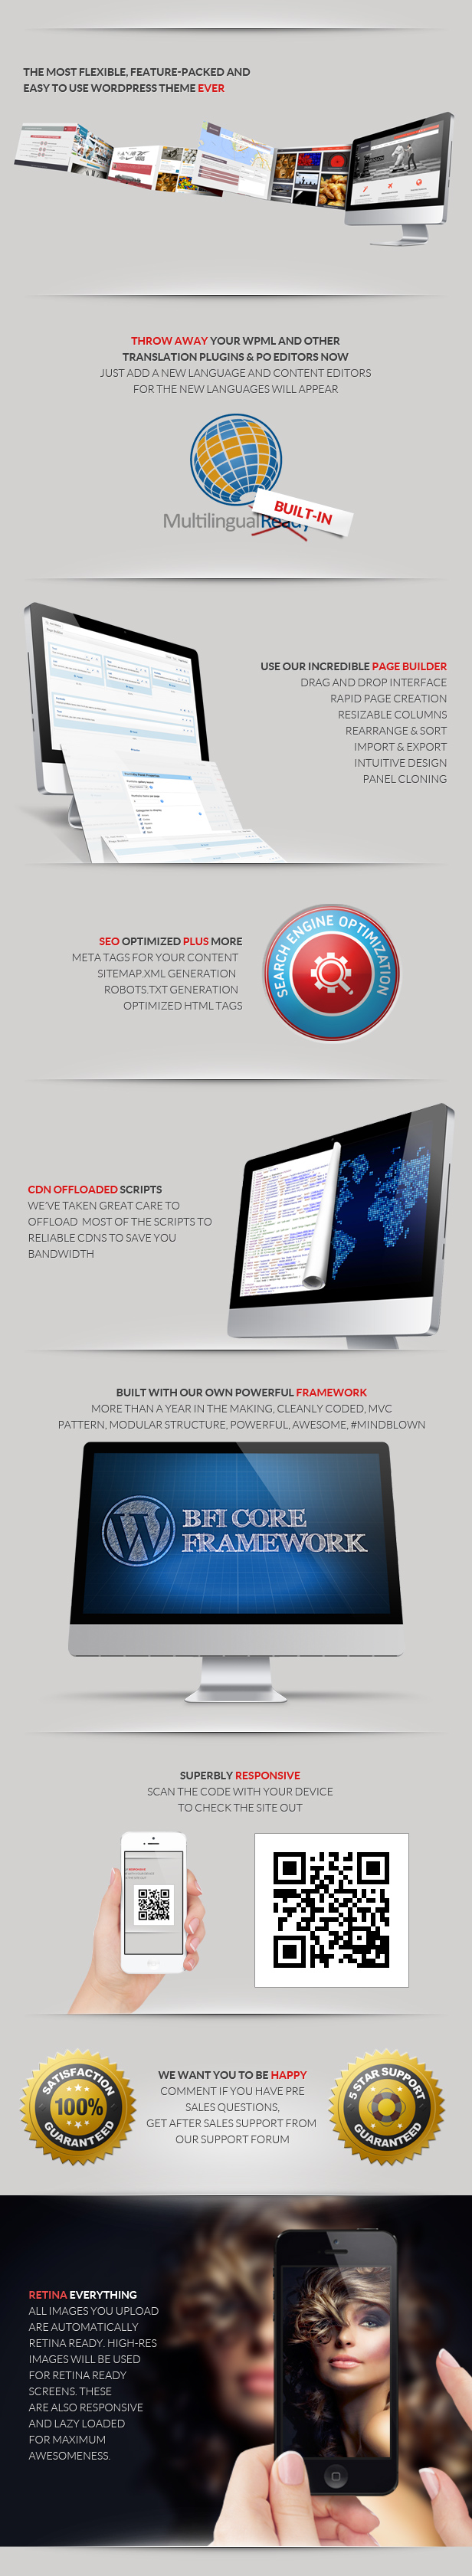 THE MOST FLEXIBLE, FEATURE-PACKED AND
EASY TO USE WORDPRESS THEME EVER
THROW AWAY YOUR WPML AND OTHER
TRANSLATION PLUGINS & PO EDITORS NOW
JUST ADD A NEW LANGUAGE AND CONTENT EDITORS
FOR THE NEW LANGUAGES WILL APPEAR
MultilingualReady
BUILT-IN
USE OUR INCREDIBLE PAGE BUILDER
DRAG AND DROP INTERFACE
RAPID PAGE CREATION
RESIZABLE COLUMNS
REARRANGE & SORT
IMPORT & EXPORT
INTUITIVE DESIGN
PANEL CLONING
SEO OPTIMIZED PLUS MORE
META TAGS FOR YOUR CONTENT
SITEMAP.XML GENERATION
ROBOTS.TXT GENERATION
OPTIMIZED HTML TAGS
SEARCH ENGINE OPTIMIZATION
CDN OFFLOADED SCRIPTS
WE'VE TAKEN GREAT CARE TO
OFFLOAD MOST OF THE SCRIPTS TO
RELIABLE CDNS TO SAVE YOU
BANDWIDTH
BUILT WITH OUR OWN POWERFUL FRAMEWORK
MORE THAN A YEAR IN THE MAKING, CLEANLY CODED, MVC
PATTERN, MODULAR STRUCTURE, POWERFUL, AWESOME, #MINDBLOWN
BFI CORE
FRAMEWORK
SUPERBLY RESPONSIVE
SCAN THE CODE WITH YOUR DEVICE
TO CHECK THE SITE OUT
SATISFACTION
100%
GUARANTEED
WE WANT YOU TO BE HAPPY
COMMENT IF YOU HAVE PRE
SALES QUESTIONS,
GET AFTER SALES SUPPORT FROM
OUR SUPPORT FORUM
5 STAR SUPPORT
GUARANTEED
RETINA EVERYTHING
ALL IMAGES YOU UPLOAD
ARE AUTOMATICALLY
RETINA READY. HIGH-RES
IMAGES WILL BE USED
FOR RETINA READY
SCREENS. THESE
ARE ALSO RESPONSIVE
AND LAZY LOADED
FOR MAXIMUM
AWESOMENESS.